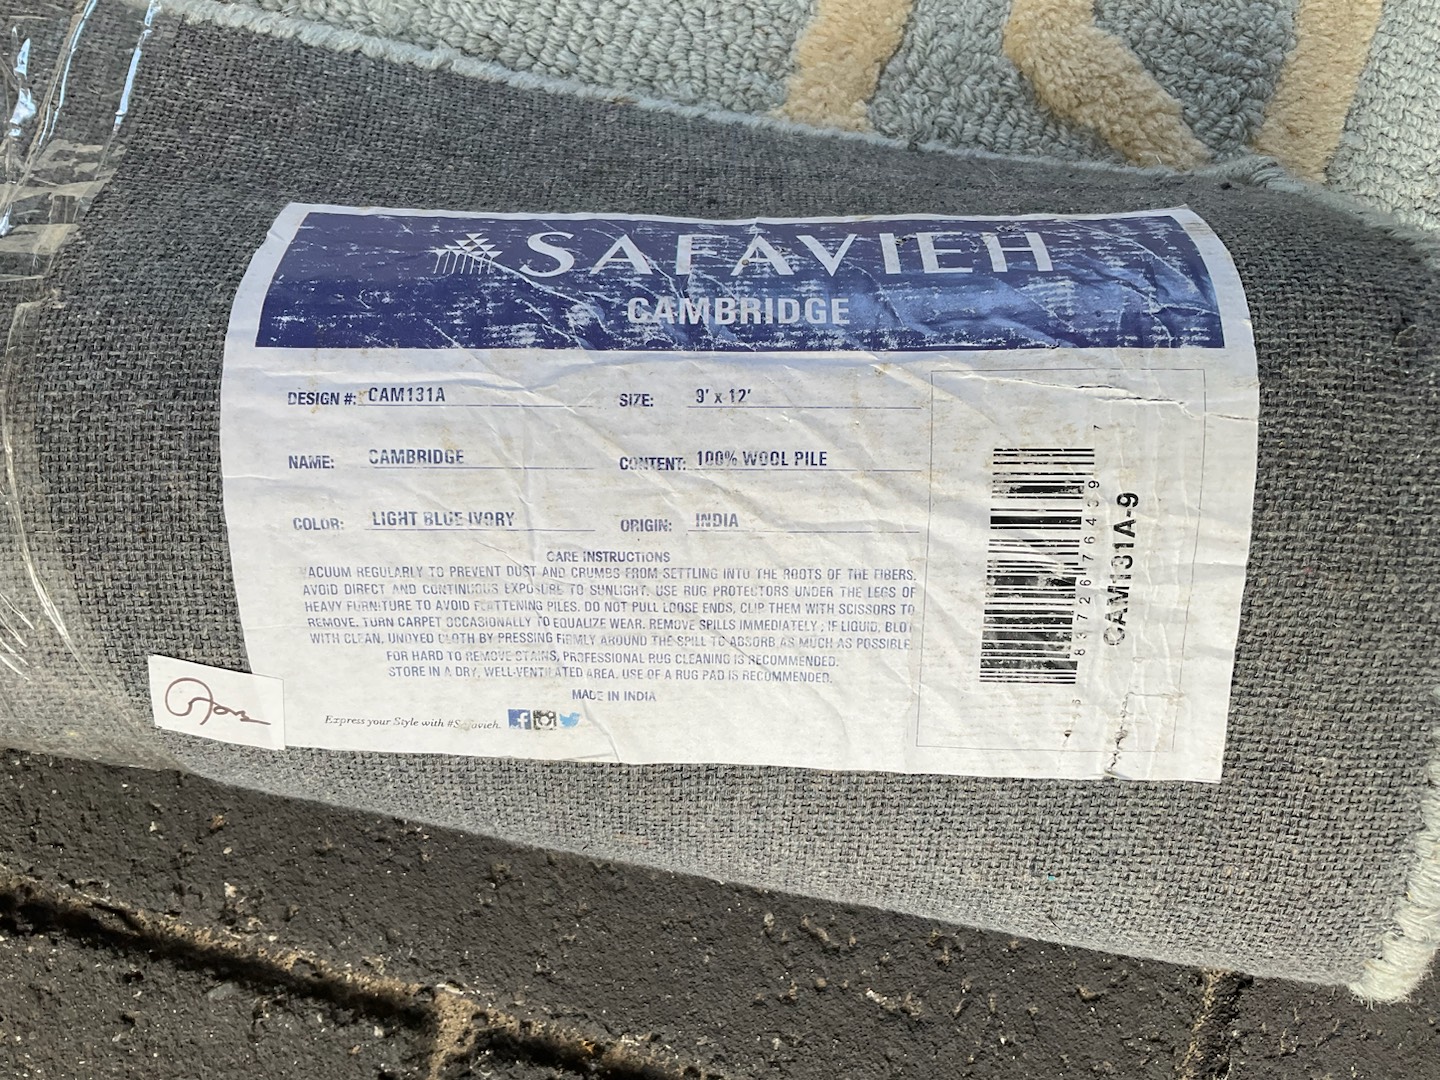 SAFAVIEH
CAMBRIDGE
DESIGN #: CAM131A
SIZE: 9' x 12'
NAME: CAMBRIDGE
CONTENT: 100% WOOL PILE
COLOR: LIGHT BLUE IVORY
ORIGIN: INDIA
CARE INSTRUCTIONS
ACUUM REGULARLY TO PREVENT DUST AND CRUMBS FROM SETTLING INTO THE ROOTS OF THE FIBERS.
AVOID DIRECT AND CONTINUOUS EXPOSURE TO SUNLIGHT. USE RUG PROTECTORS UNDER THE LEGS OF
HEAVY FURNITURE TO AVOID FLATTENING PILES. DO NOT PULL LOOSE ENDS, CLIP THEM WITH SCISSORS TO
REMOVE. TURN CARPET OCCASIONALLY TO EQUALIZE WEAR. REMOVE SPILLS IMMEDIATELY; IF LIQUID, BLOT
WITH CLEAN, UNDYED CLOTH BY PRESSING FIRMLY AROUND THE SPILL TO ABSORB AS MUCH AS POSSIBLE.
FOR HARD TO REMOVE STAINS, PROFESSIONAL RUG CLEANING IS RECOMMENDED.
STORE IN A DRY, WELL-VENTILATED AREA. USE OF A RUG PAD IS RECOMMENDED.
MADE IN INDIA
Express your Style with #Safavieh.
CAM131A-9